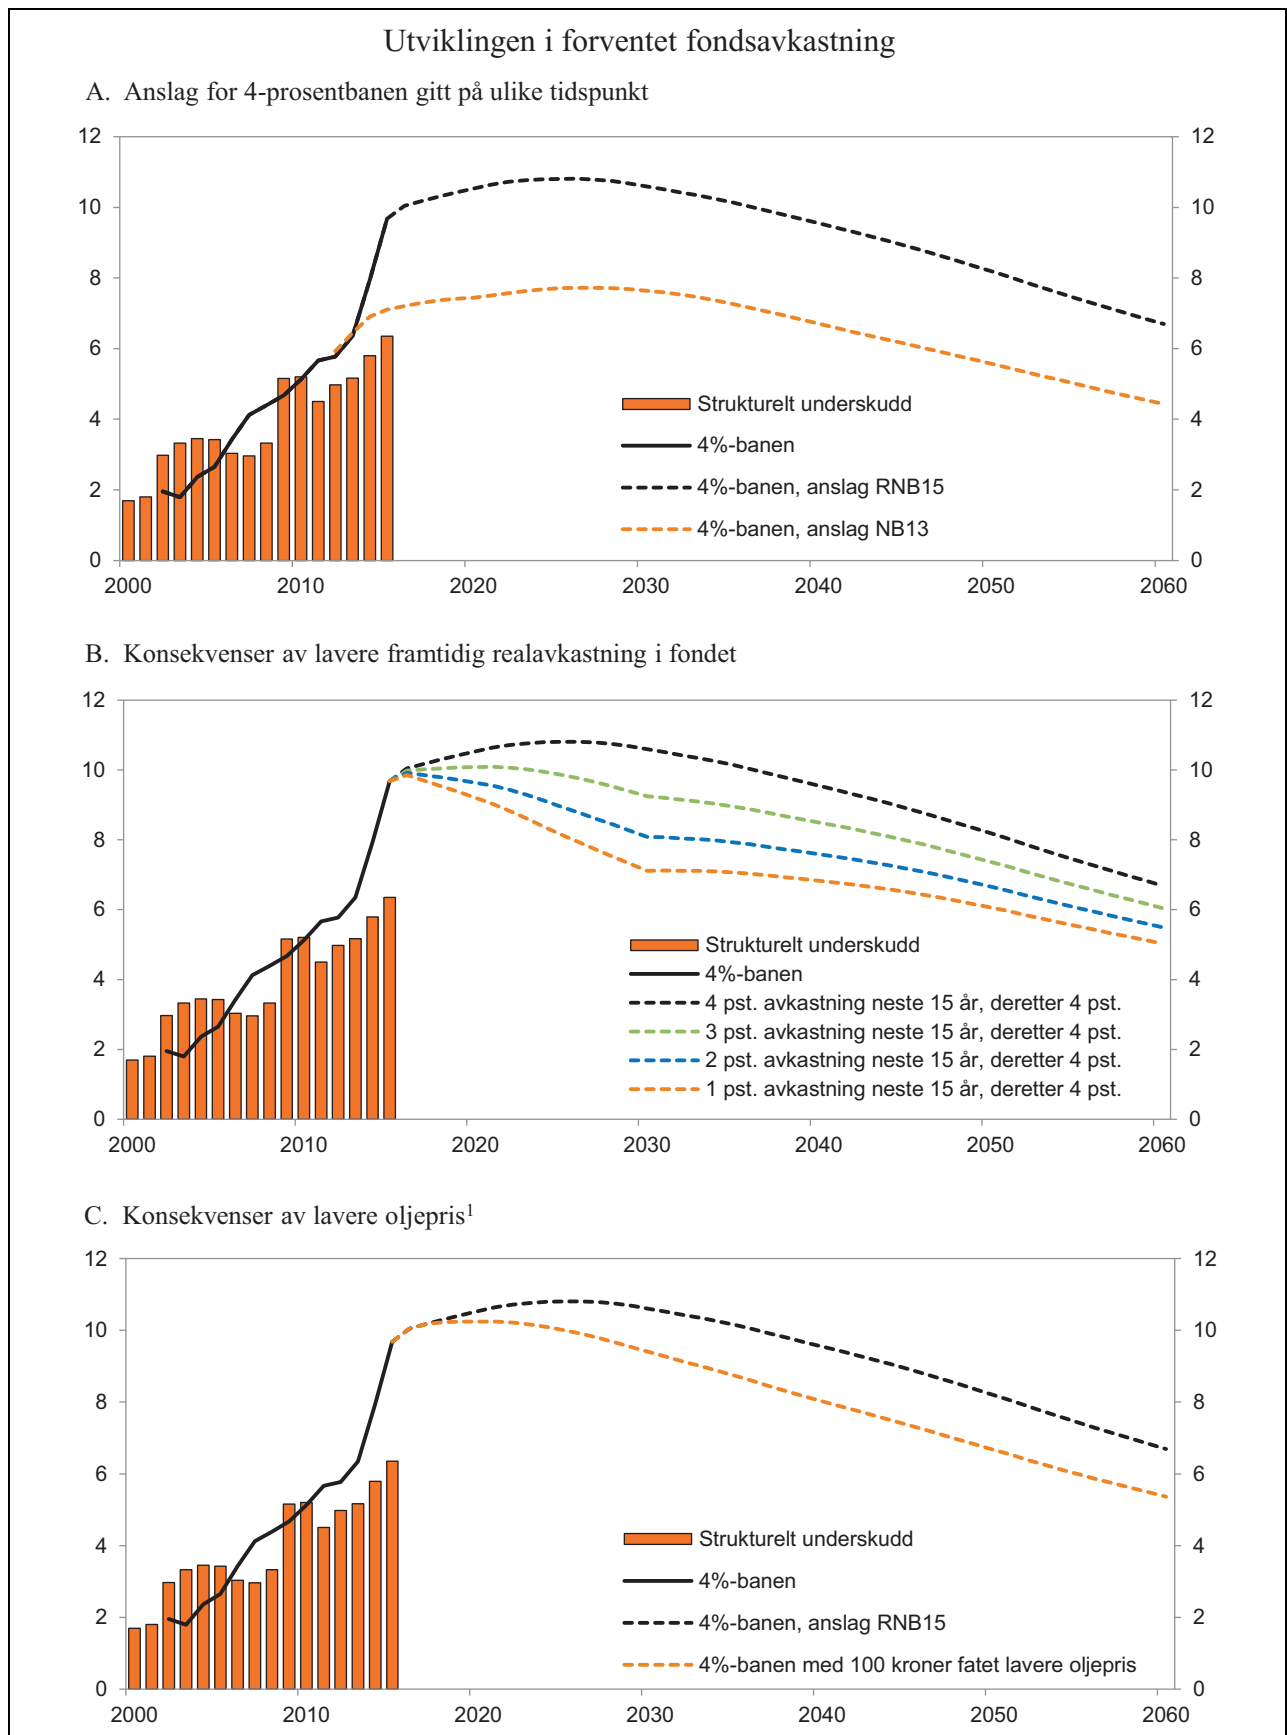 Utviklingen i forventet fondsavkastning
A. Anslag for 4-prosentbanen gitt på ulike tidspunkt
12 12
10 10
8 8
6 6
4 4
2 2
0 0
Strukturelt underskudd
4%-banen
4%-banen, anslag RNB15
4%-banen, anslag NB13
2000 2010 2020 2030 2040 2050 2060
B. Konsekvenser av lavere framtidig realavkastning i fondet
12 12
10 10
8 8
6 6
4 4
2 2
0 0
Strukturelt underskudd
4%-banen
4 pst. avkastning neste 15 år, deretter 4 pst.
3 pst. avkastning neste 15 år, deretter 4 pst.
2 pst. avkastning neste 15 år, deretter 4 pst.
1 pst. avkastning neste 15 år, deretter 4 pst.
2000 2010 2020 2030 2040 2050 2060
C. Konsekvenser av lavere oljepris¹
12 12
10 10
8 8
6 6
4 4
2 2
0 0
Strukturelt underskudd
4%-banen
4%-banen, anslag RNB15
4%-banen med 100 kroner fatet lavere oljepris
2000 2010 2020 2030 2040 2050 2060